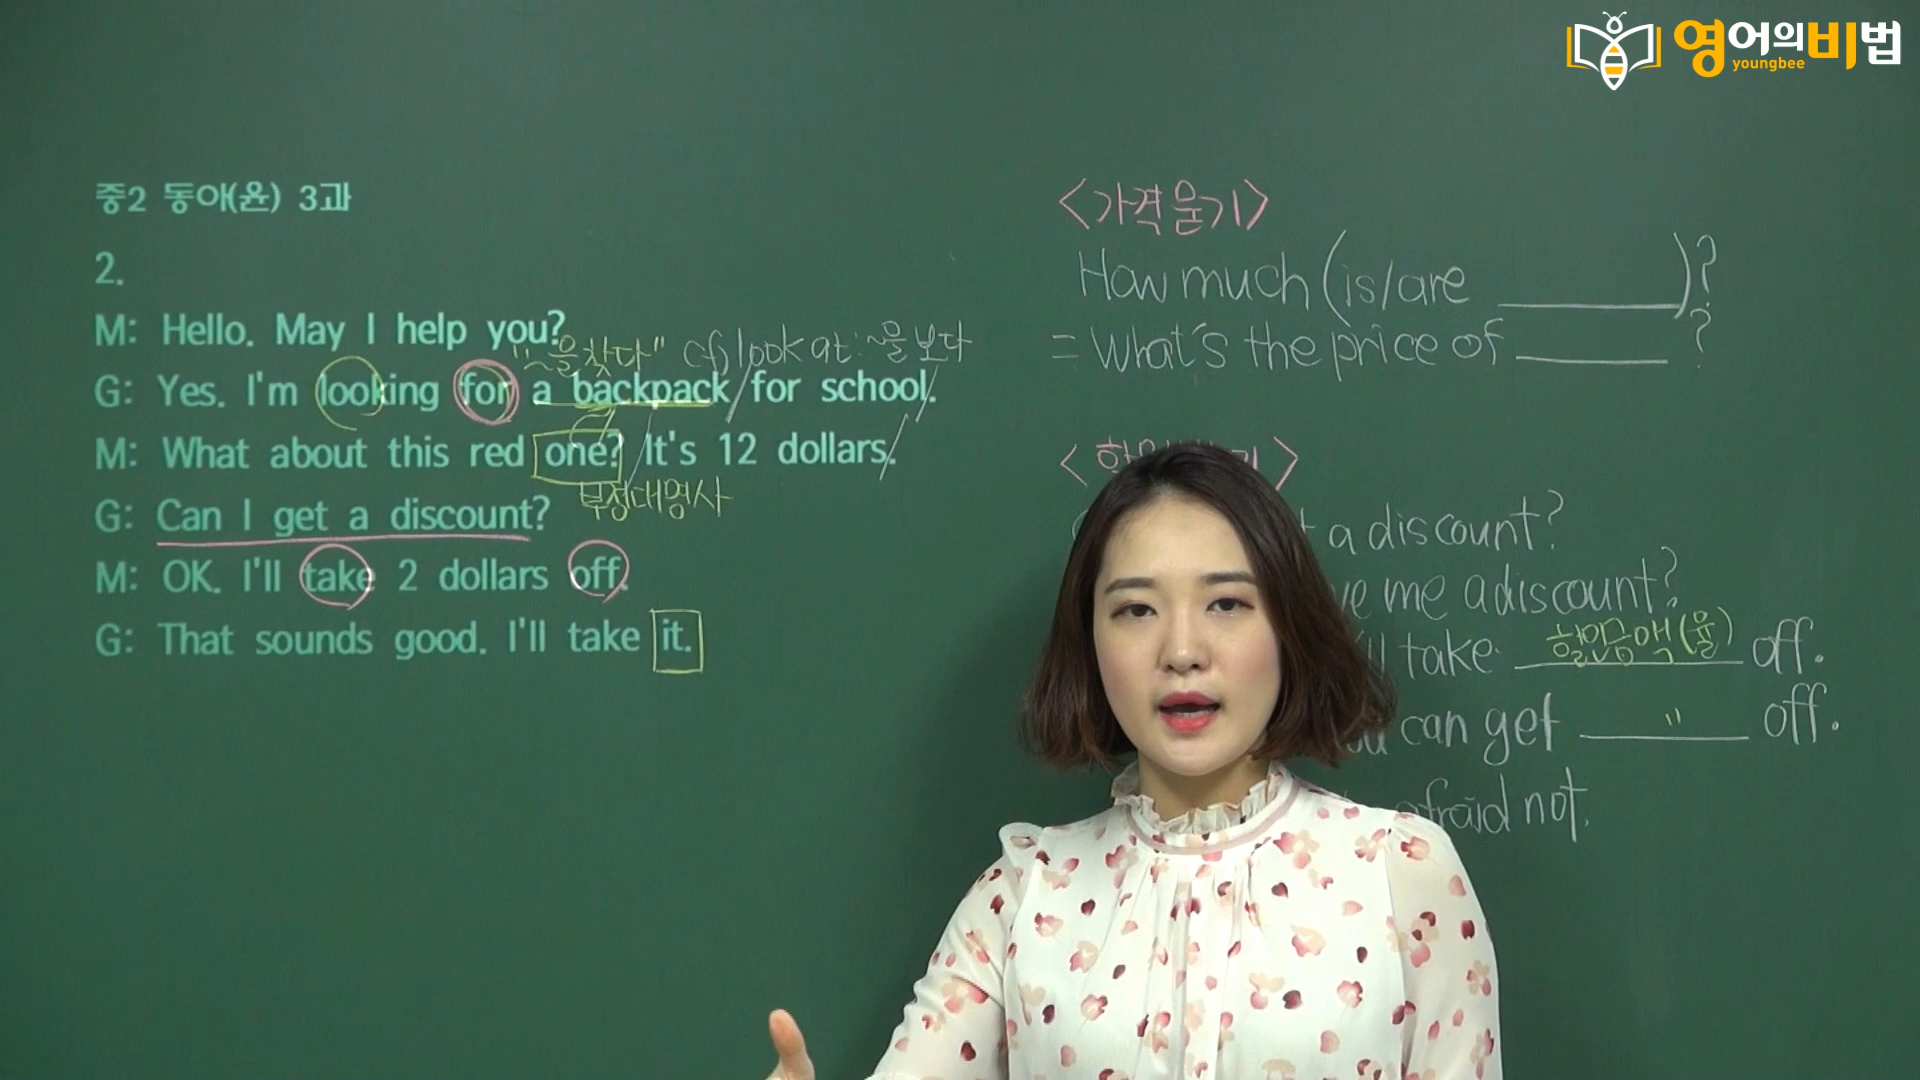 영어의비법
youngbee
중2 동아(윤) 3과
2.
M: Hello. May I help you?
"~을 찾다" cf) look at: ~을 보다
G: Yes. I'm looking for a backpack / for school. /
M: What about this red one? / It's 12 dollars. /
부정대명사
G: Can I get a discount?
M: OK. I'll take 2 dollars off.
G: That sounds good. I'll take it.
<가격묻기>
How much (is/are ______)?
= What's the price of ______?
a discount?
me a discount?
take 할인금액(율) off.
can get " off.
afraid not.